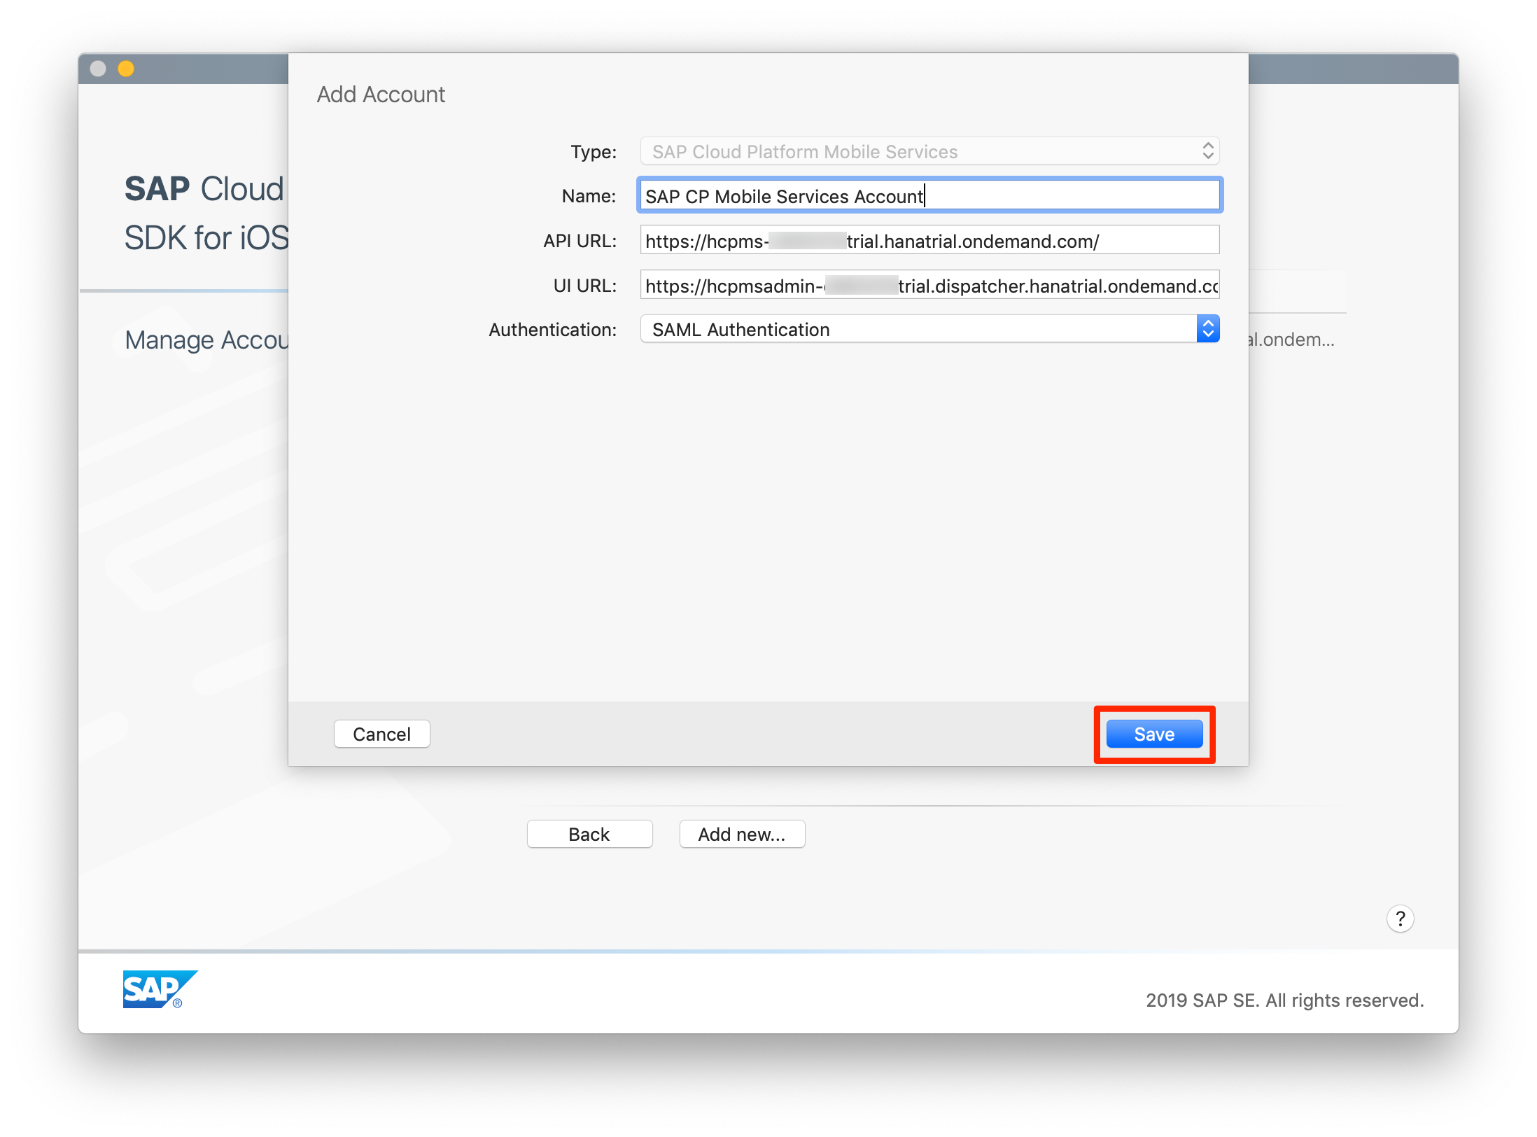 Add Account
Type: SAP Cloud Platform Mobile Services
Name: SAP CP Mobile Services Account
API URL: https://hcpms- trial.hanatrial.ondemand.com/
UI URL: https://hcpmsadmin- trial.dispatcher.hanatrial.ondemand.co
Authentication: SAML Authentication
SAP Cloud
SDK for iOS
Manage Accou
al.ondem...
Cancel
Save
Back
Add new...
?
SAP®
2019 SAP SE. All rights reserved.